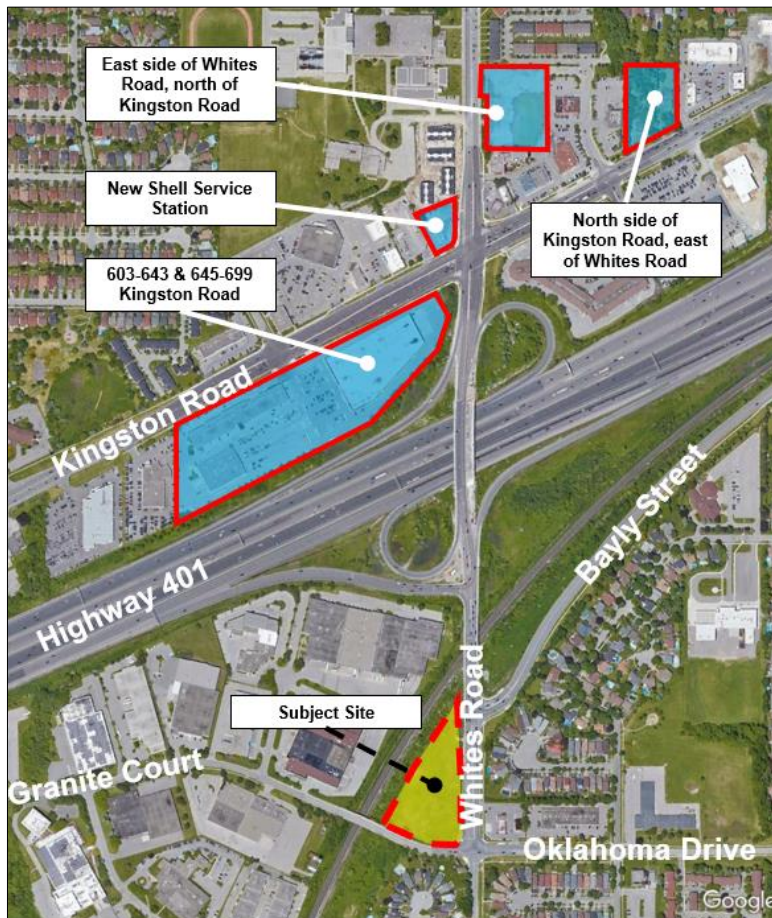 East side of Whites
Road, north of
Kingston Road
New Shell Service
Station
North side of
Kingston Road, east
of Whites Road
603-643 & 645-699
Kingston Road
Kingston Road
Bayly Street
Highway 401
Subject Site
Whites Road
Granite Court
Oklahoma Drive
Google